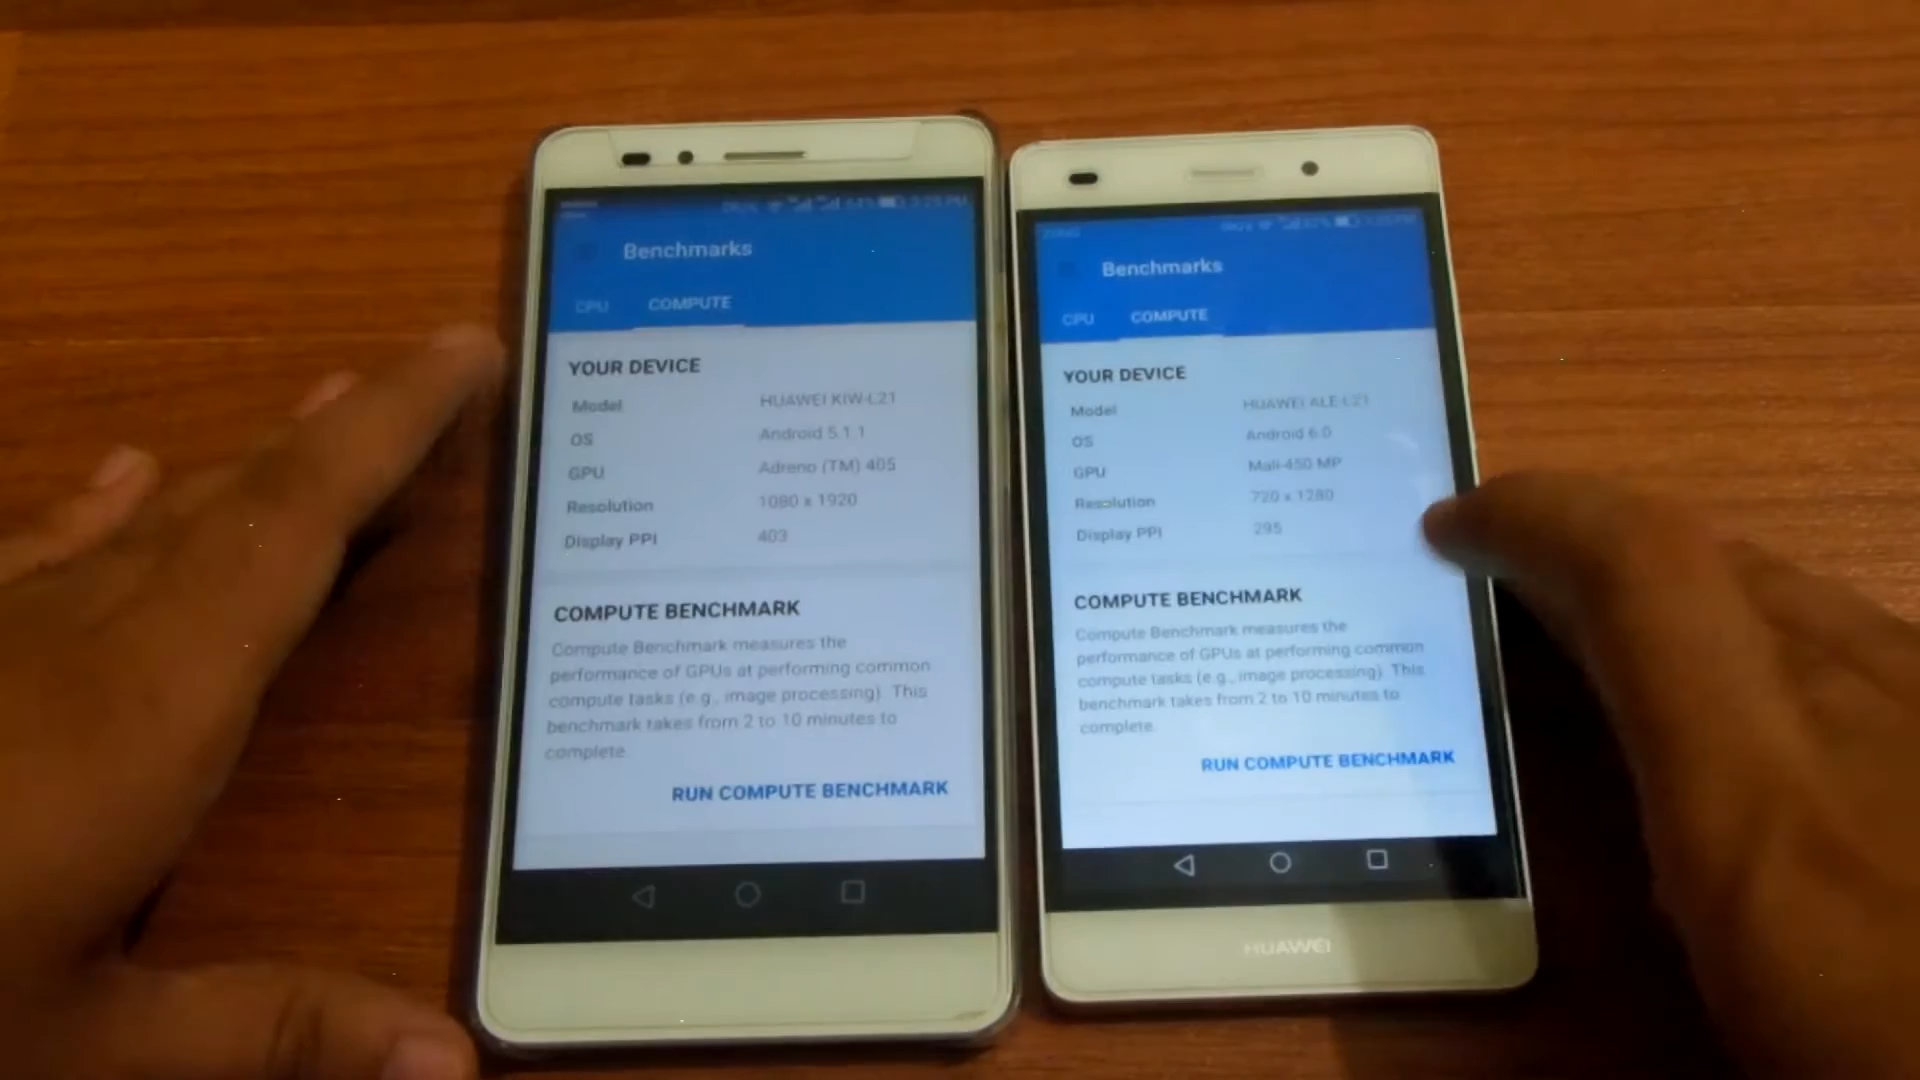 64% 3:25 PM
Benchmarks
CPU COMPUTE
YOUR DEVICE
Model HUAWEI KIW-L21
OS Android 5.1.1
GPU Adreno (TM) 405
Resolution 1080 x 1920
Display PPI 403
COMPUTE BENCHMARK
Compute Benchmark measures the
performance of GPUs at performing common
compute tasks (e.g., image processing). This
benchmark takes from 2 to 10 minutes to
complete.
RUN COMPUTE BENCHMARK
Benchmarks
CPU COMPUTE
YOUR DEVICE
Model HUAWEI ALE-L21
OS Android 6.0
GPU Mali-450 MP
Resolution 720 x 1280
Display PPI 295
COMPUTE BENCHMARK
Compute Benchmark measures the
performance of GPUs at performing common
compute tasks (e.g., image processing). This
benchmark takes from 2 to 10 minutes to
complete.
RUN COMPUTE BENCHMARK
HUAWEI